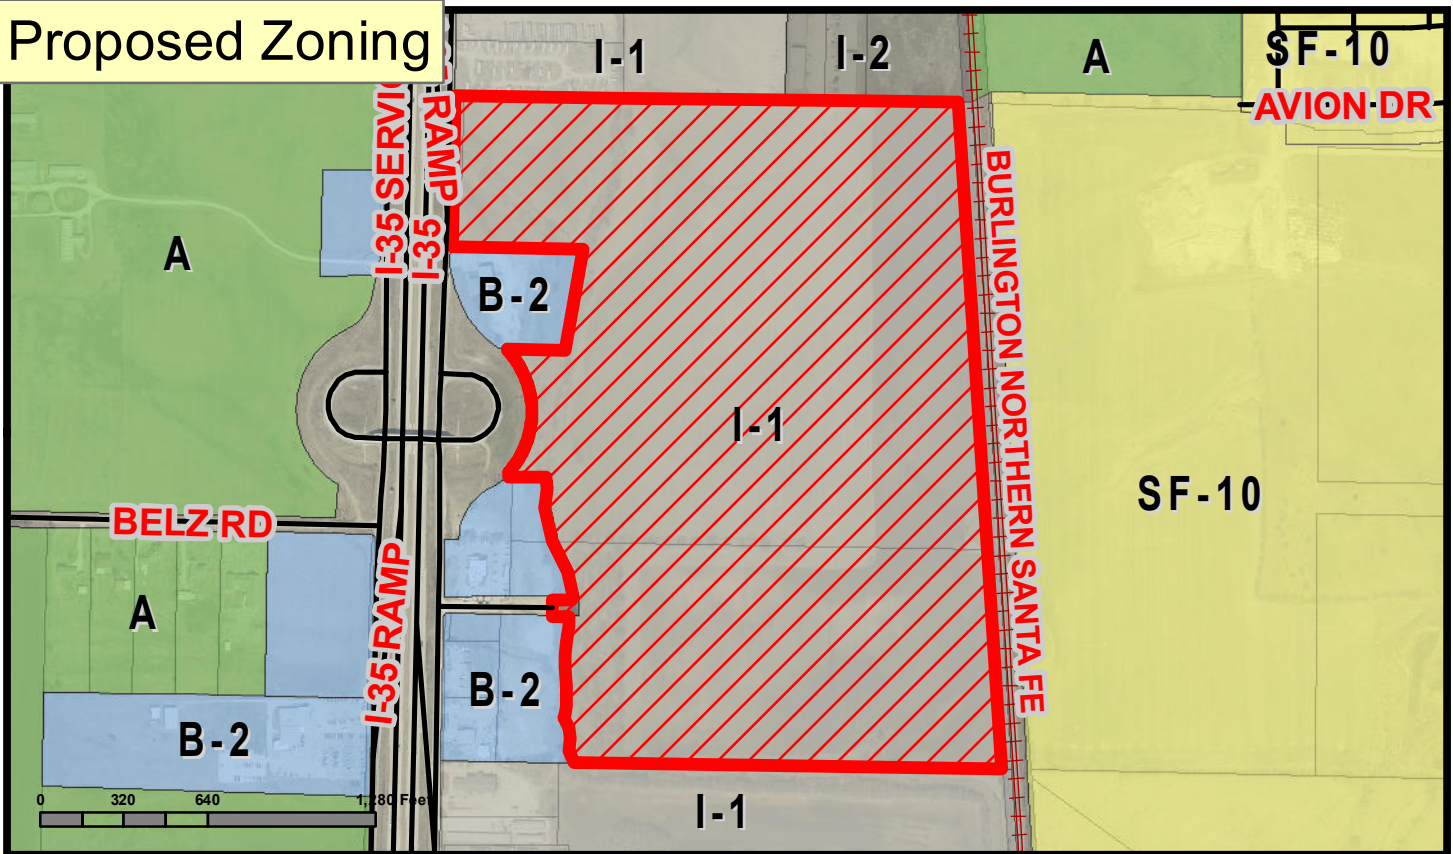 Proposed Zoning
I-1
I-2
A
SF-10
AVION DR
I-35 SERVIC
RAMP
I-35
A
B-2
BURLINGTON NORTHERN SANTA FE
I-1
SF-10
BELZ RD
A
I-35 RAMP
B-2
B-2
0 320 640 1,280 Feet
I-1